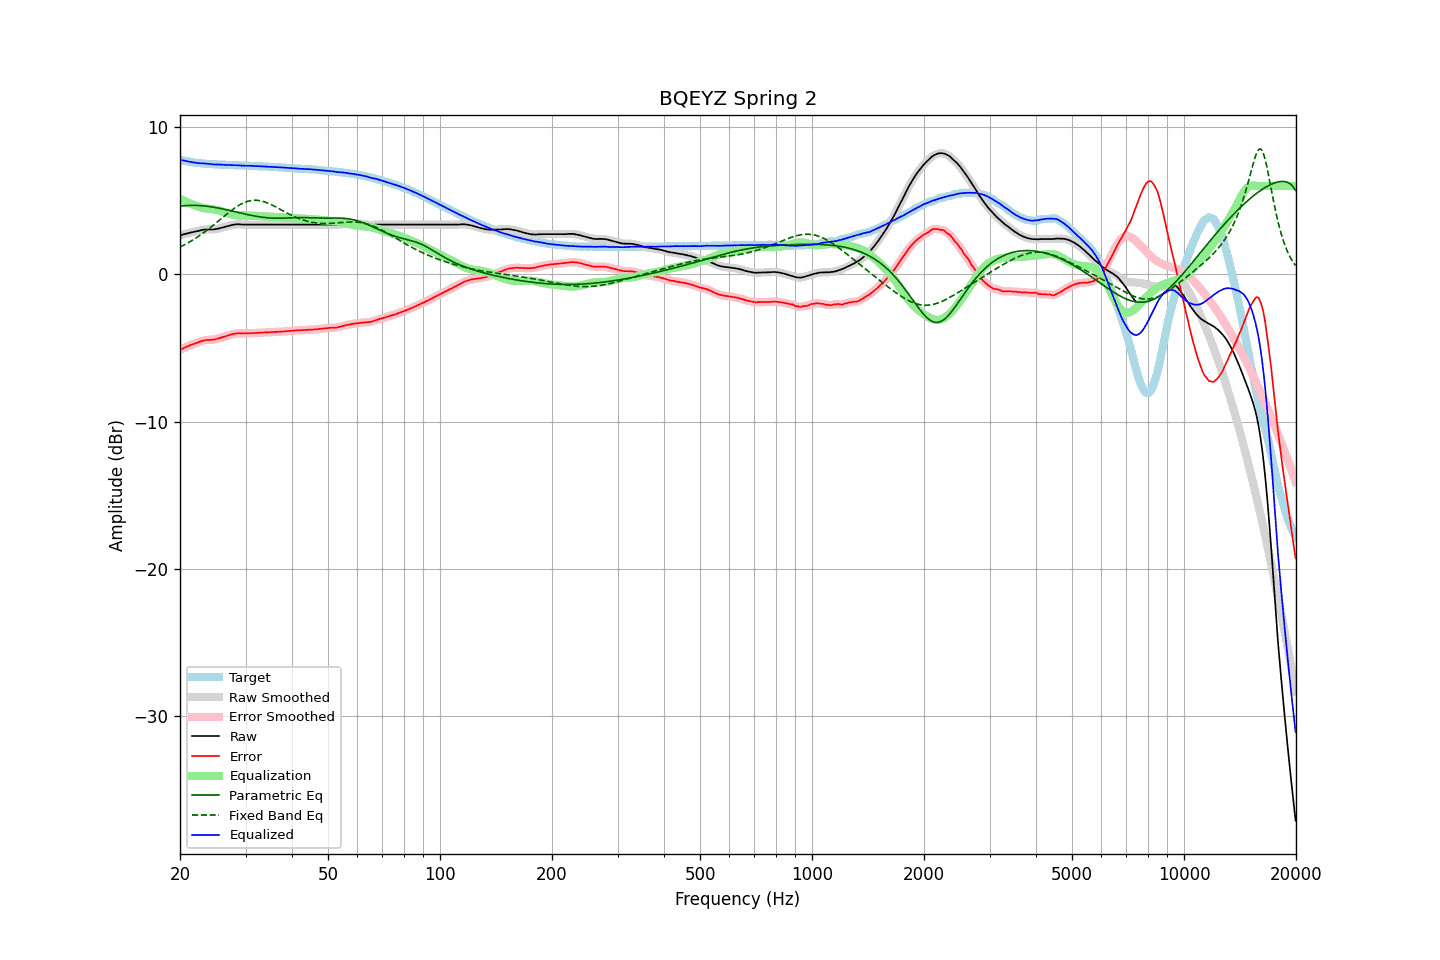 BQEYZ Spring 2
Amplitude (dBr)
10
0
−10
−20
−30
Target
Raw Smoothed
Error Smoothed
Raw
Error
Equalization
Parametric Eq
Fixed Band Eq
Equalized
20 50 100 200 500 1000 2000 5000 10000 20000
Frequency (Hz)